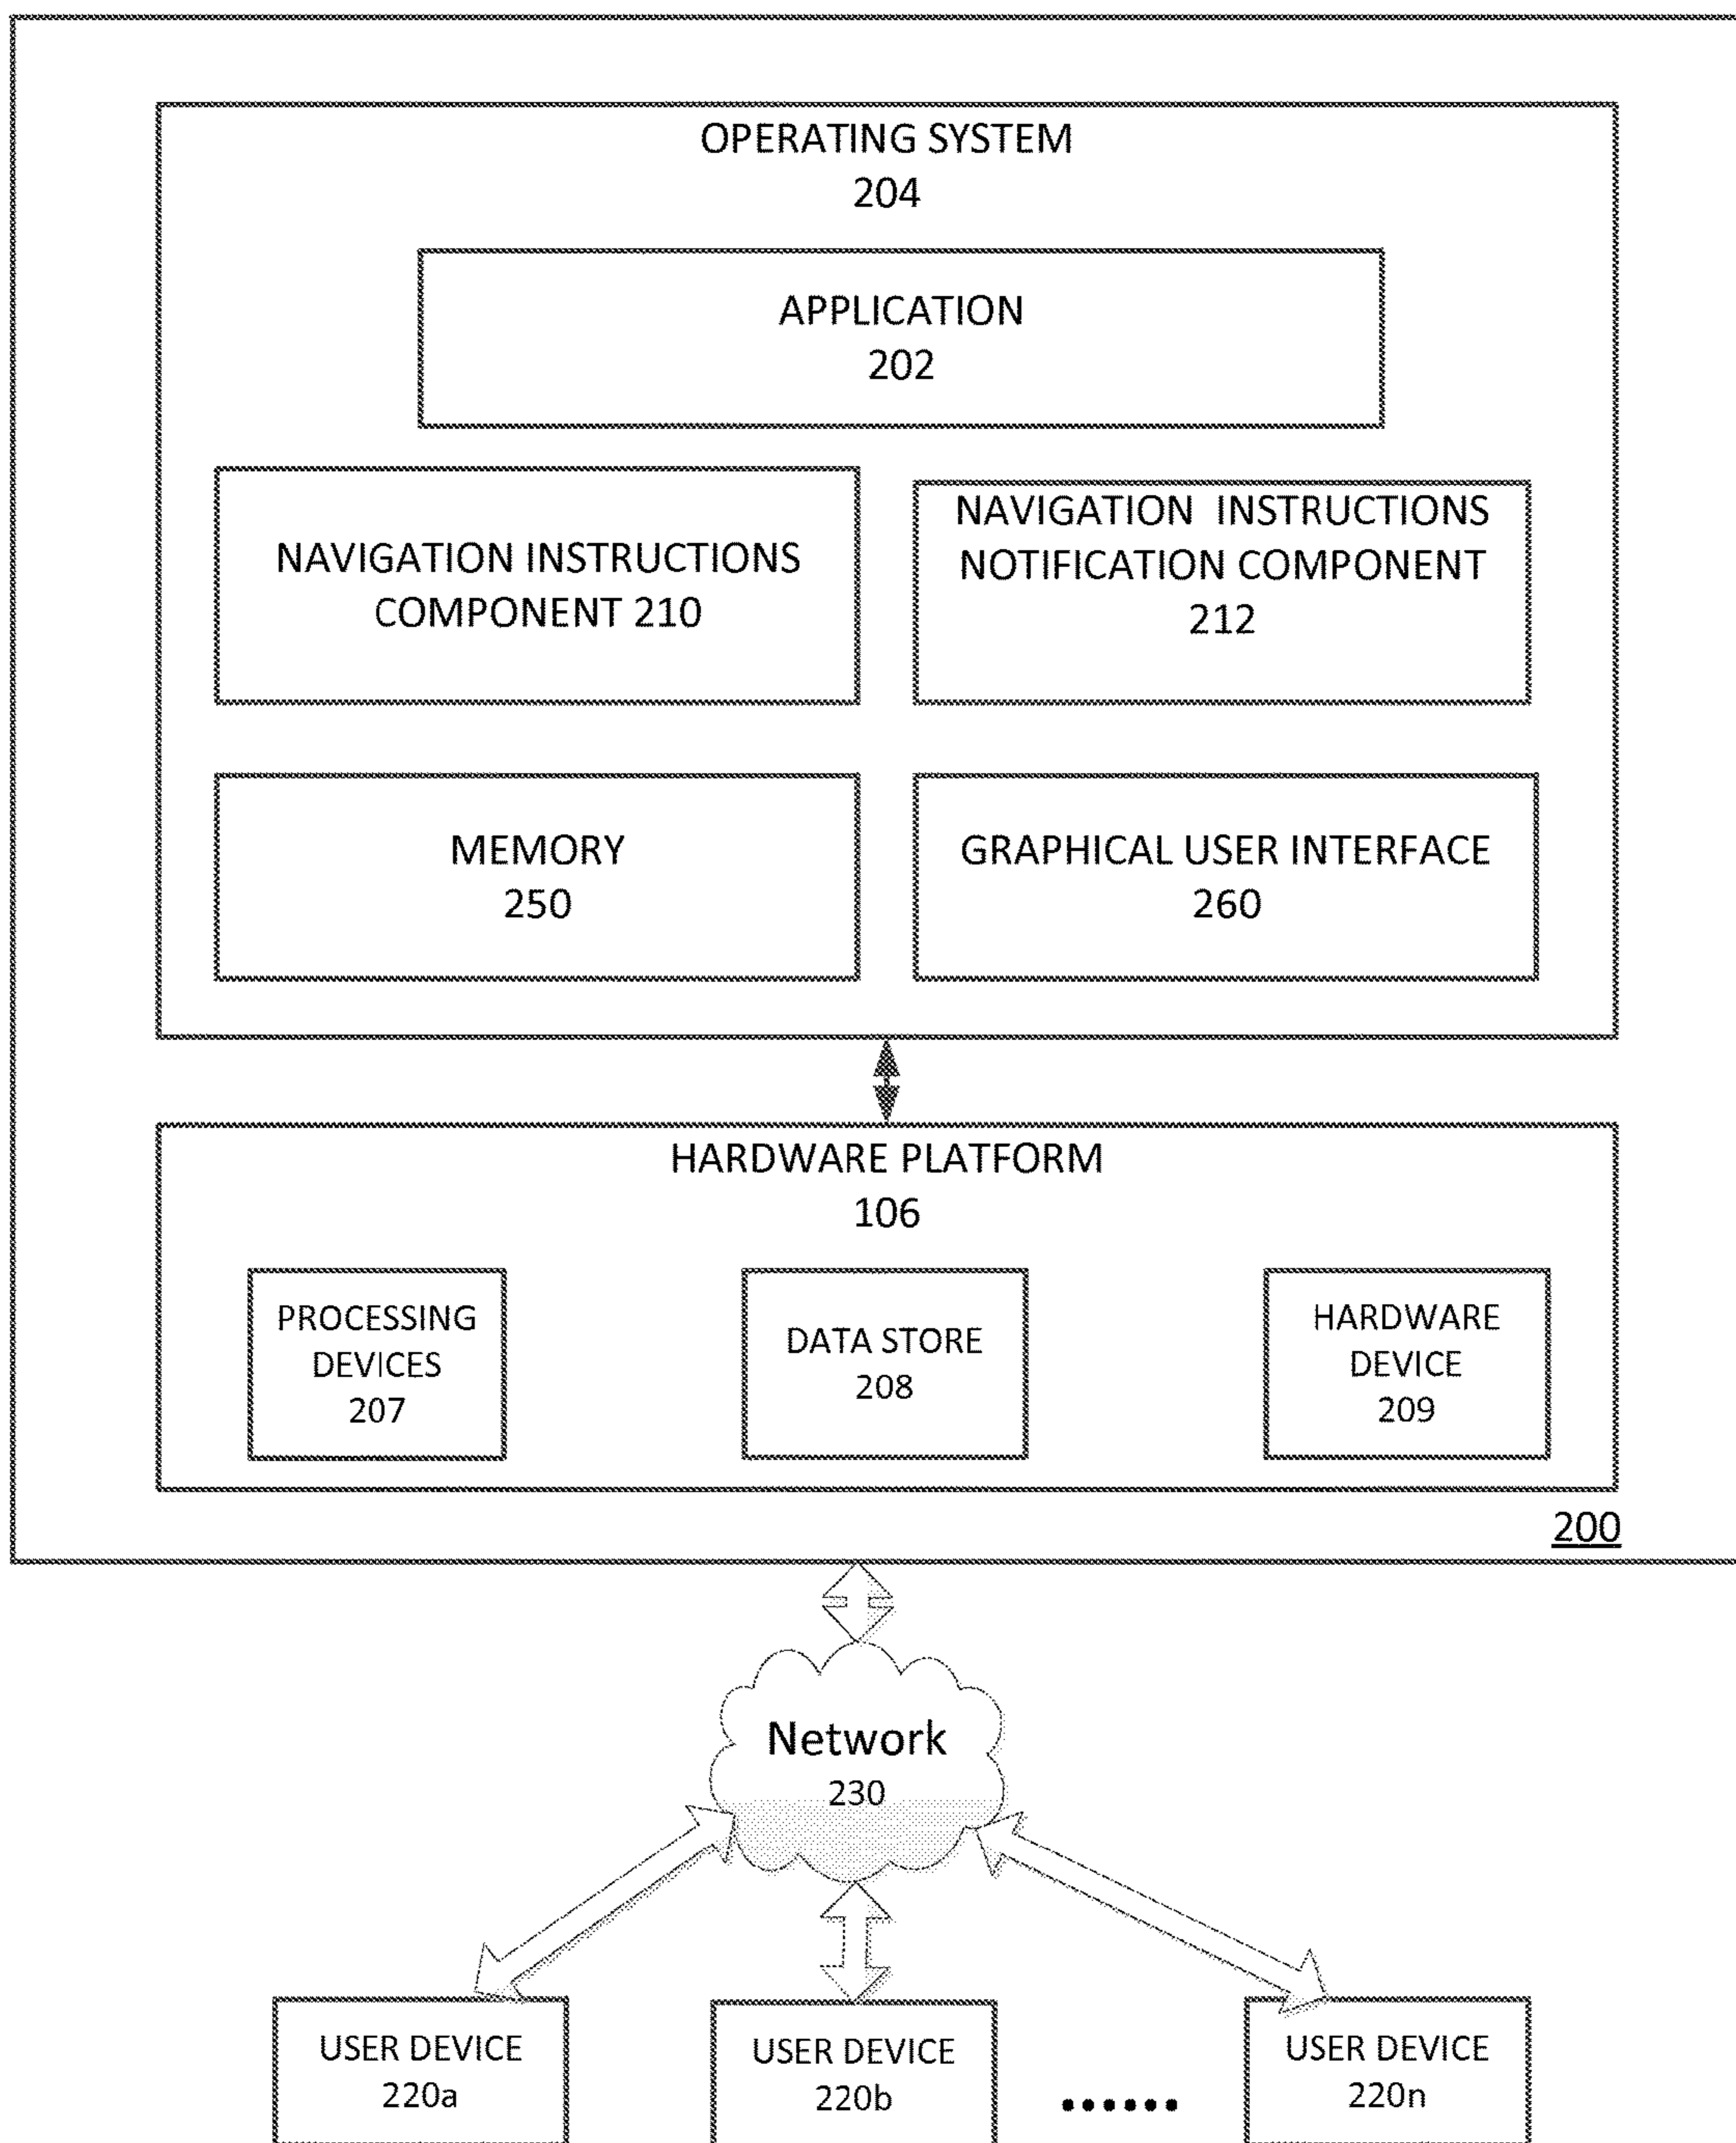 OPERATING SYSTEM
204
APPLICATION
202
NAVIGATION INSTRUCTIONS
COMPONENT 210
NAVIGATION INSTRUCTIONS
NOTIFICATION COMPONENT
212
MEMORY
250
GRAPHICAL USER INTERFACE
260
HARDWARE PLATFORM
106
PROCESSING
DEVICES
207
DATA STORE
208
HARDWARE
DEVICE
209
200
Network
230
USER DEVICE
220a
USER DEVICE
220b
......
USER DEVICE
220n